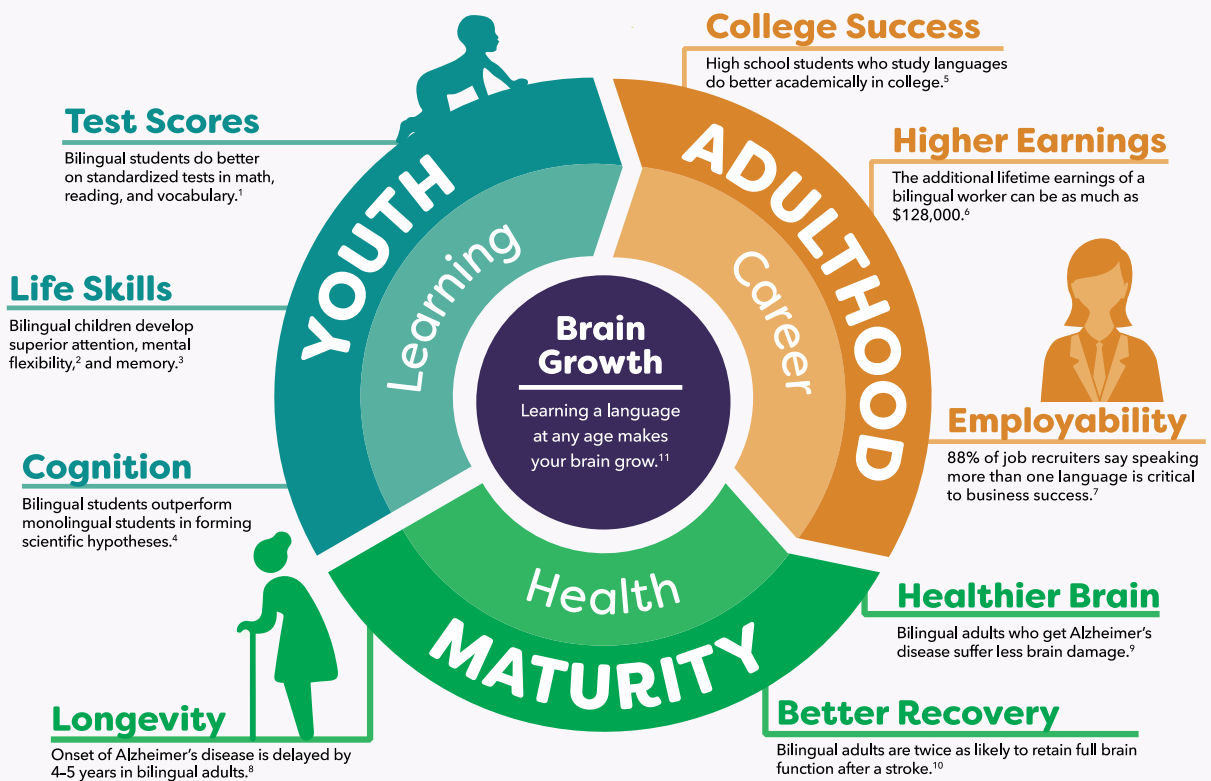 Test Scores
Bilingual students do better
on standardized tests in math,
reading, and vocabulary.¹
Life Skills
Bilingual children develop
superior attention, mental
flexibility,² and memory.³
Cognition
Bilingual students outperform
monolingual students in forming
scientific hypotheses.⁴
YOUTH
Learning
College Success
High school students who study languages
do better academically in college.⁵
Higher Earnings
The additional lifetime earnings of a
bilingual worker can be as much as
$128,000.⁶
Employability
88% of job recruiters say speaking
more than one language is critical
to business success.⁷
ADULTHOOD
Career
Brain
Growth
Learning a language
at any age makes
your brain grow.¹¹
Health
MATURITY
Longevity
Onset of Alzheimer’s disease is delayed by
4–5 years in bilingual adults.⁸
Healthier Brain
Bilingual adults who get Alzheimer’s
disease suffer less brain damage.⁹
Better Recovery
Bilingual adults are twice as likely to retain full brain
function after a stroke.¹⁰